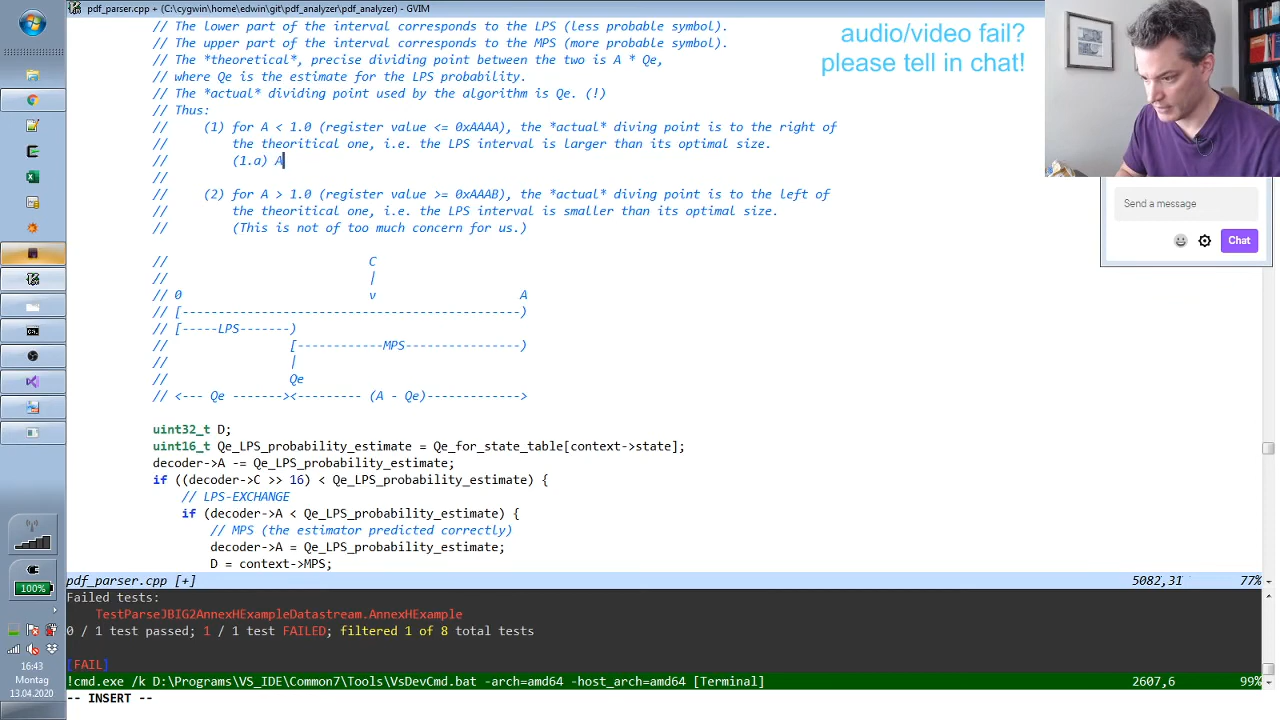 pdf_parser.cpp + (C:\cygwin\home\edwin\git\pdf_analyzer\pdf_analyzer) - GVIM
// The lower part of the interval corresponds to the LPS (less probable symbol).
// The upper part of the interval corresponds to the MPS (more probable symbol).
// The *theoretical*, precise dividing point between the two is A * Qe,
// where Qe is the estimate for the LPS probability.
// The *actual* dividing point used by the algorithm is Qe. (!)
// Thus:
//     (1) for A < 1.0 (register value <= 0xAAAA), the *actual* diving point is to the right of
//         the theoritical one, i.e. the LPS interval is larger than its optimal size.
//         (1.a) A
//
//     (2) for A > 1.0 (register value >= 0xAAAB), the *actual* diving point is to the left of
//         the theoritical one, i.e. the LPS interval is smaller than its optimal size.
//         (This is not of too much concern for us.)
//                            C
//                            |
// 0                          v                    A
// [-----------------------------------------------)
// [-----LPS-------)
//                 [------------MPS----------------)
//                 |
//                 Qe
// <--- Qe -------><--------- (A - Qe)------------->
uint32_t D;
uint16_t Qe_LPS_probability_estimate = Qe_for_state_table[context->state];
decoder->A -= Qe_LPS_probability_estimate;
if ((decoder->C >> 16) < Qe_LPS_probability_estimate) {
// LPS-EXCHANGE
if (decoder->A < Qe_LPS_probability_estimate) {
// MPS (the estimator predicted correctly)
decoder->A = Qe_LPS_probability_estimate;
D = context->MPS;
pdf_parser.cpp [+] 5082,31 77%
Failed tests:
TestParseJBIG2AnnexHExampleDatastream.AnnexHExample
0 / 1 test passed; 1 / 1 test FAILED; filtered 1 of 8 total tests
[FAIL]
!cmd.exe /k D:\Programs\VS_IDE\Common7\Tools\VsDevCmd.bat -arch=amd64 -host_arch=amd64 [Terminal] 2607,6 99%
-- INSERT --
audio/video fail?
please tell in chat!
Send a message
Chat
100%
16:43
Montag
13.04.2020